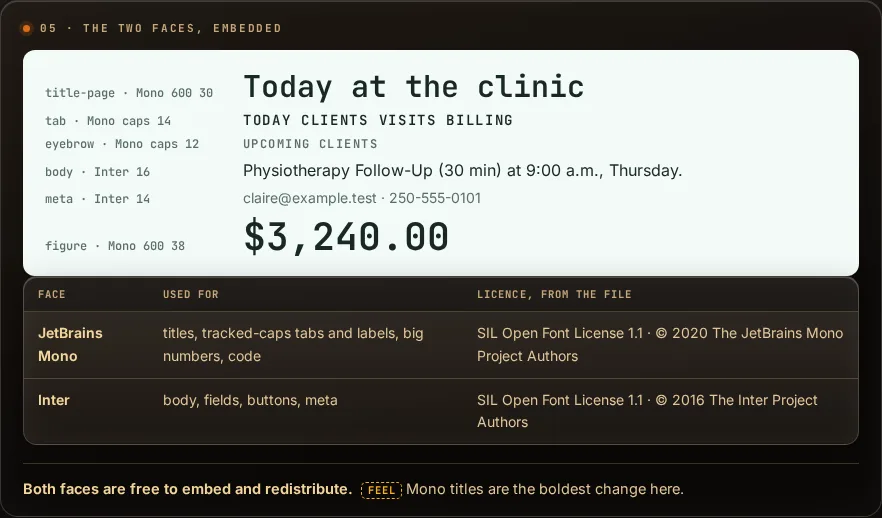 05 · THE TWO FACES, EMBEDDED
title-page · Mono 600 30 Today at the clinic
tab · Mono caps 14 TODAY CLIENTS VISITS BILLING
eyebrow · Mono caps 12 UPCOMING CLIENTS
body · Inter 16 Physiotherapy Follow-Up (30 min) at 9:00 a.m., Thursday.
meta · Inter 14 claire@example.test · 250-555-0101
figure · Mono 600 38 $3,240.00
FACE USED FOR LICENCE, FROM THE FILE
JetBrains titles, tracked-caps tabs and labels, big SIL Open Font License 1.1 · © 2020 The JetBrains Mono
Mono numbers, code Project Authors
Inter body, fields, buttons, meta SIL Open Font License 1.1 · © 2016 The Inter Project
Authors
Both faces are free to embed and redistribute. FEEL Mono titles are the boldest change here.